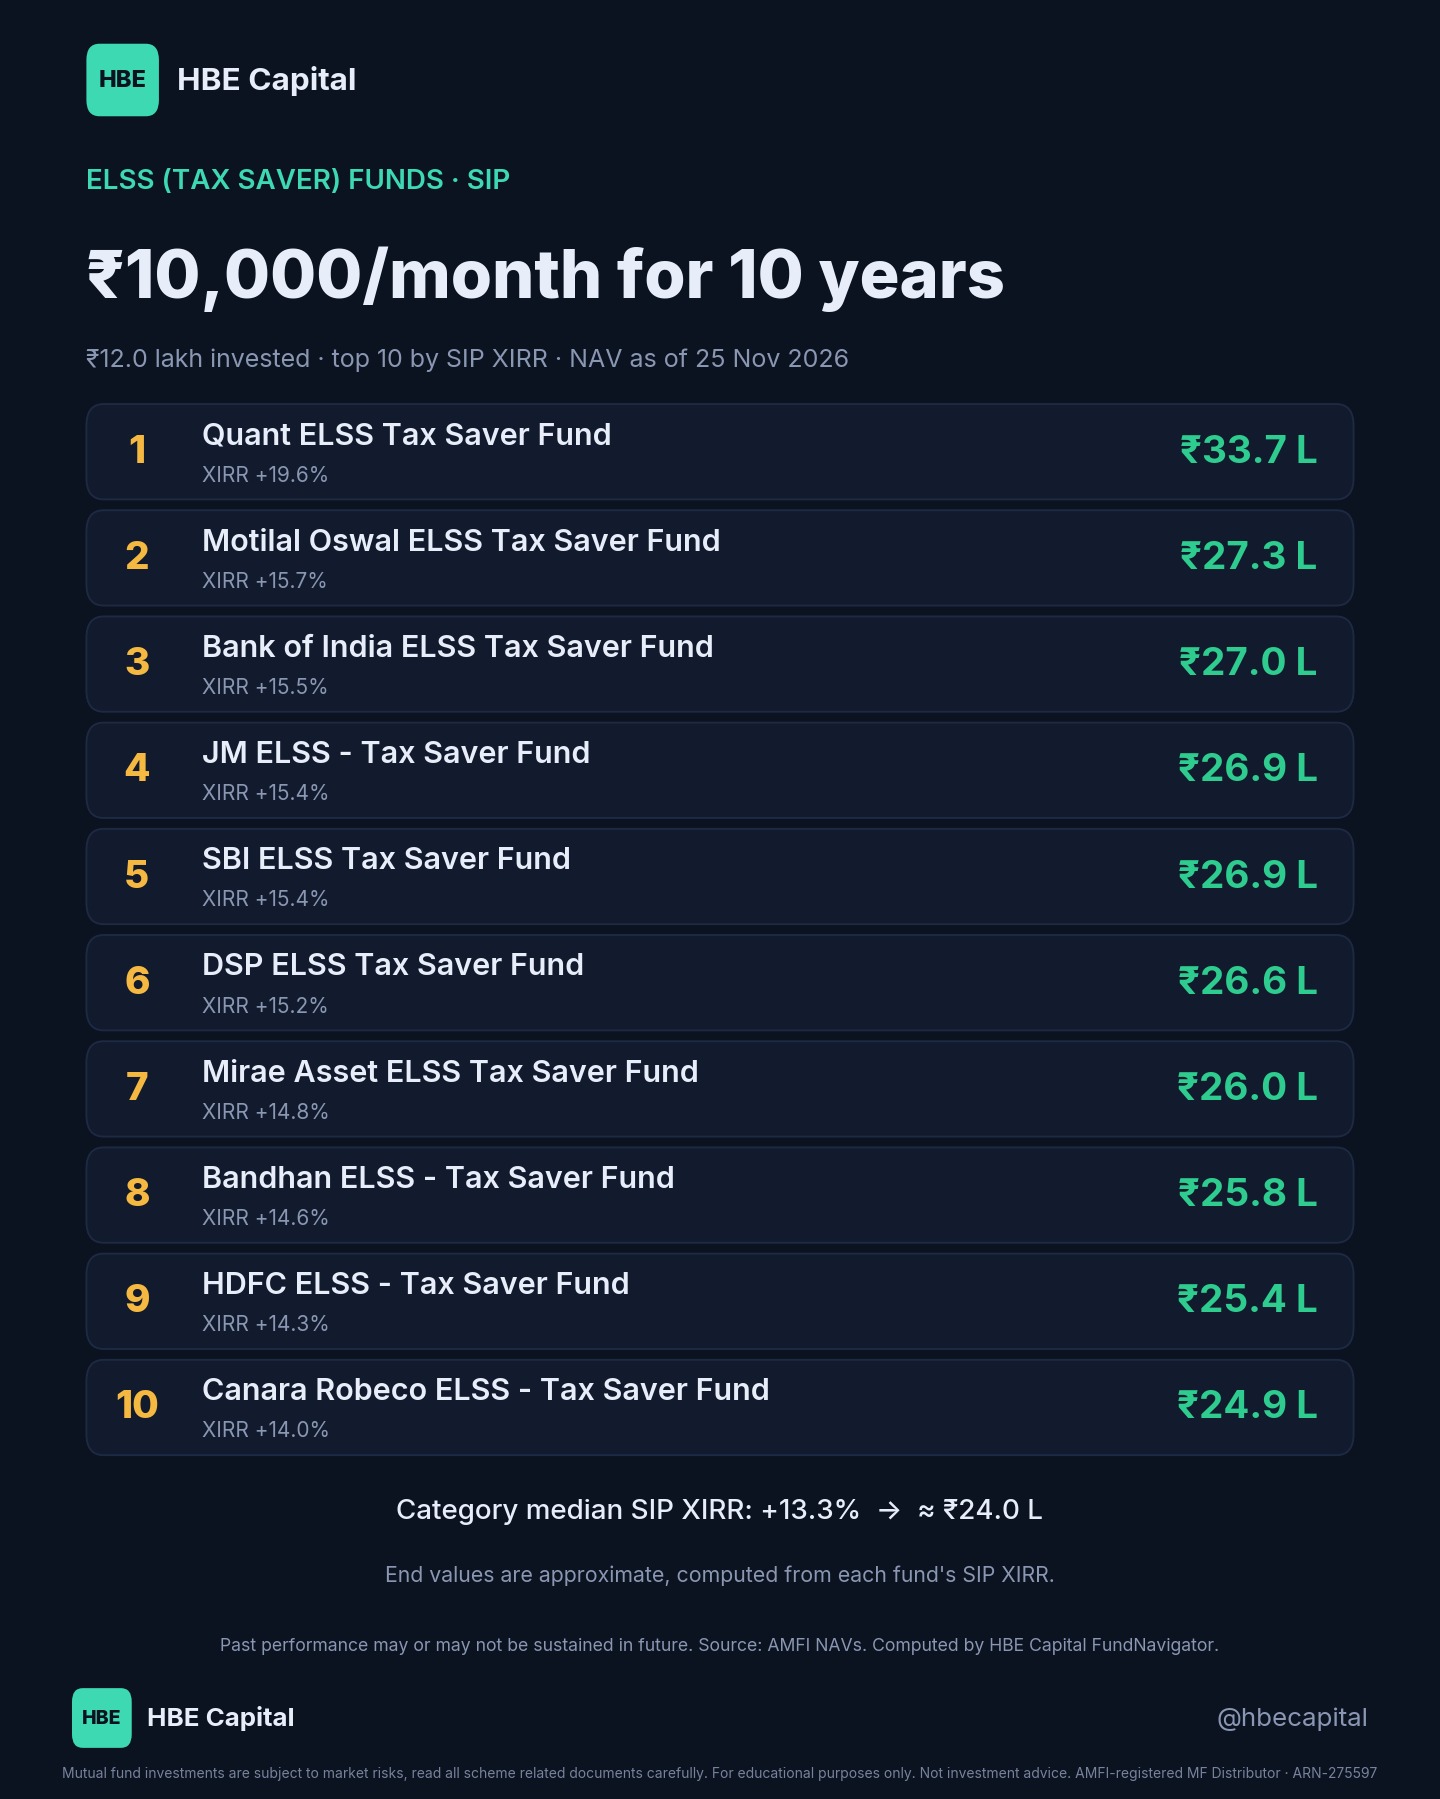 HBE
HBE Capital
ELSS (TAX SAVER) FUNDS · SIP
₹10,000/month for 10 years
₹12.0 lakh invested · top 10 by SIP XIRR · NAV as of 25 Nov 2026
1
Quant ELSS Tax Saver Fund
XIRR +19.6%
₹33.7 L
2
Motilal Oswal ELSS Tax Saver Fund
XIRR +15.7%
₹27.3 L
3
Bank of India ELSS Tax Saver Fund
XIRR +15.5%
₹27.0 L
4
JM ELSS - Tax Saver Fund
XIRR +15.4%
₹26.9 L
5
SBI ELSS Tax Saver Fund
XIRR +15.4%
₹26.9 L
6
DSP ELSS Tax Saver Fund
XIRR +15.2%
₹26.6 L
7
Mirae Asset ELSS Tax Saver Fund
XIRR +14.8%
₹26.0 L
8
Bandhan ELSS - Tax Saver Fund
XIRR +14.6%
₹25.8 L
9
HDFC ELSS - Tax Saver Fund
XIRR +14.3%
₹25.4 L
10
Canara Robeco ELSS - Tax Saver Fund
XIRR +14.0%
₹24.9 L
Category median SIP XIRR: +13.3% → ≈ ₹24.0 L
End values are approximate, computed from each fund's SIP XIRR.
Past performance may or may not be sustained in future. Source: AMFI NAVs. Computed by HBE Capital FundNavigator.
HBE
HBE Capital
@hbecapital
Mutual fund investments are subject to market risks, read all scheme related documents carefully. For educational purposes only. Not investment advice. AMFI-registered MF Distributor · ARN-275597